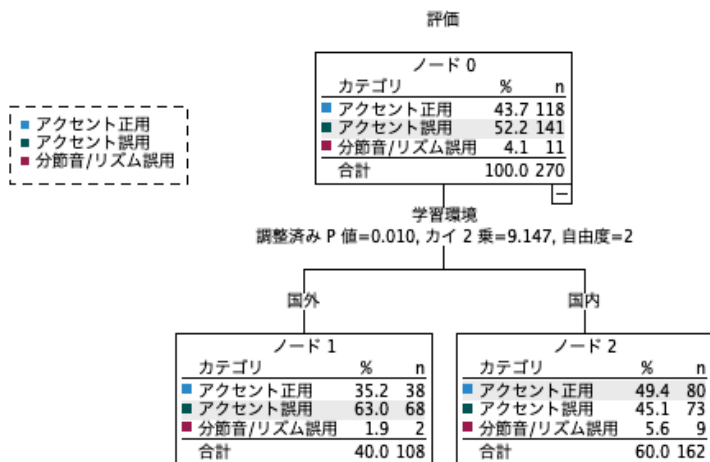 評価
アクセント正用
アクセント誤用
分節音/リズム誤用
ノード 0
カテゴリ % n
アクセント正用 43.7 118
アクセント誤用 52.2 141
分節音/リズム誤用 4.1 11
合計 100.0 270
学習環境
調整済み P 値=0.010, カイ 2 乗=9.147, 自由度=2
国外
国内
ノード 1
カテゴリ % n
アクセント正用 35.2 38
アクセント誤用 63.0 68
分節音/リズム誤用 1.9 2
合計 40.0 108
ノード 2
カテゴリ % n
アクセント正用 49.4 80
アクセント誤用 45.1 73
分節音/リズム誤用 5.6 9
合計 60.0 162